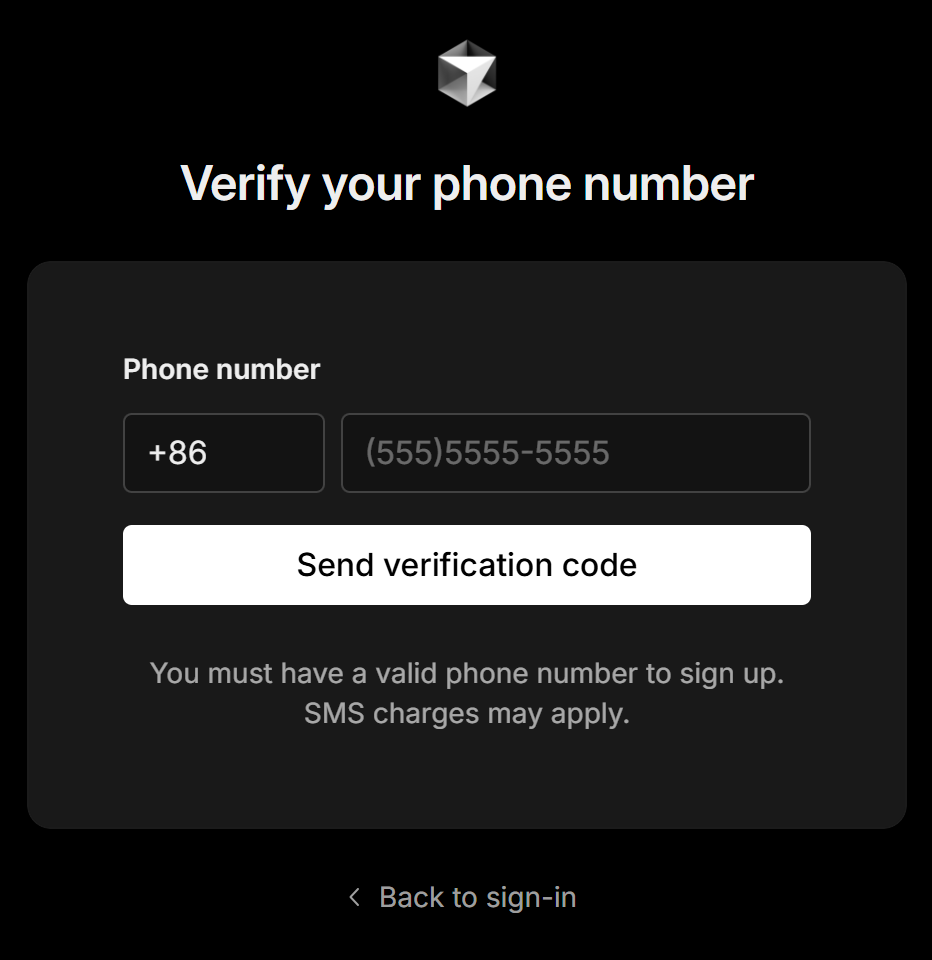 Verify your phone number
Phone number
+86
(555)5555-5555
Send verification code
You must have a valid phone number to sign up.
SMS charges may apply.
Back to sign-in